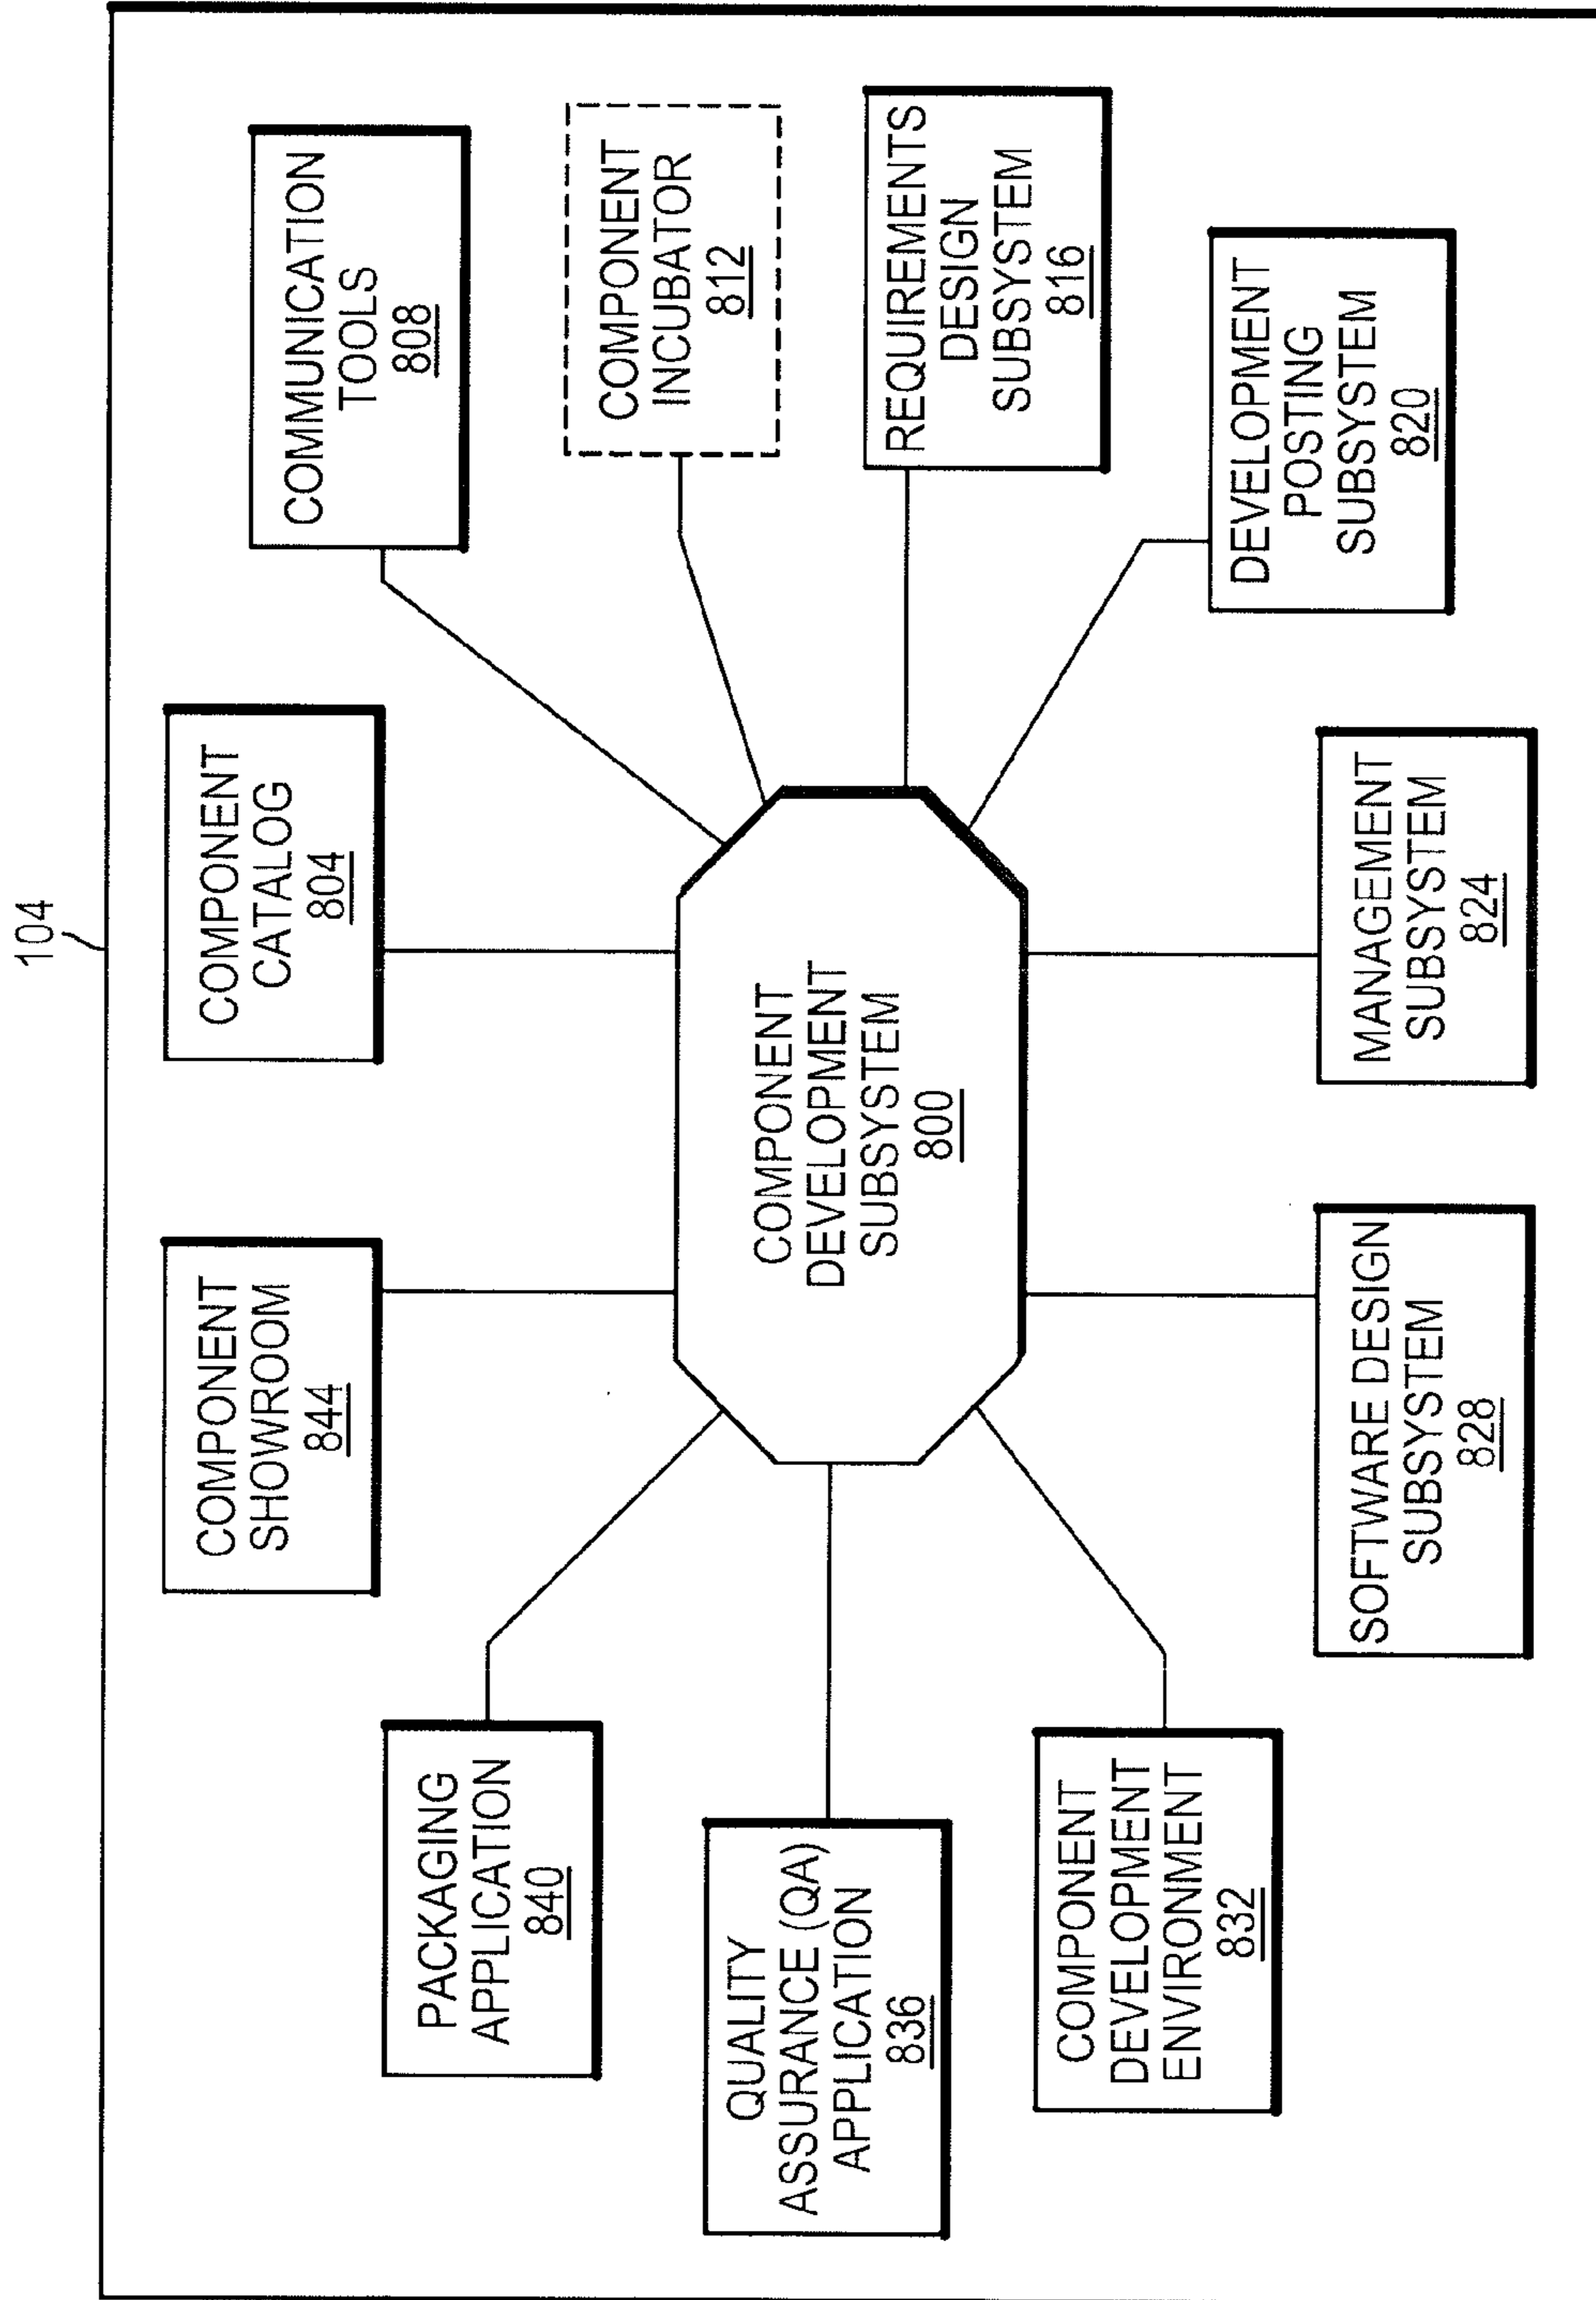 104
COMPONENT
SHOWROOM
844
COMPONENT
CATALOG
804
COMMUNICATION
TOOLS
808
PACKAGING
APPLICATION
840
COMPONENT
INCUBATOR
812
QUALITY
ASSURANCE (QA)
APPLICATION
836
COMPONENT
DEVELOPMENT
SUBSYSTEM
800
REQUIREMENTS
DESIGN
SUBSYSTEM
816
COMPONENT
DEVELOPMENT
ENVIRONMENT
832
DEVELOPMENT
POSTING
SUBSYSTEM
820
SOFTWARE DESIGN
SUBSYSTEM
828
MANAGEMENT
SUBSYSTEM
824